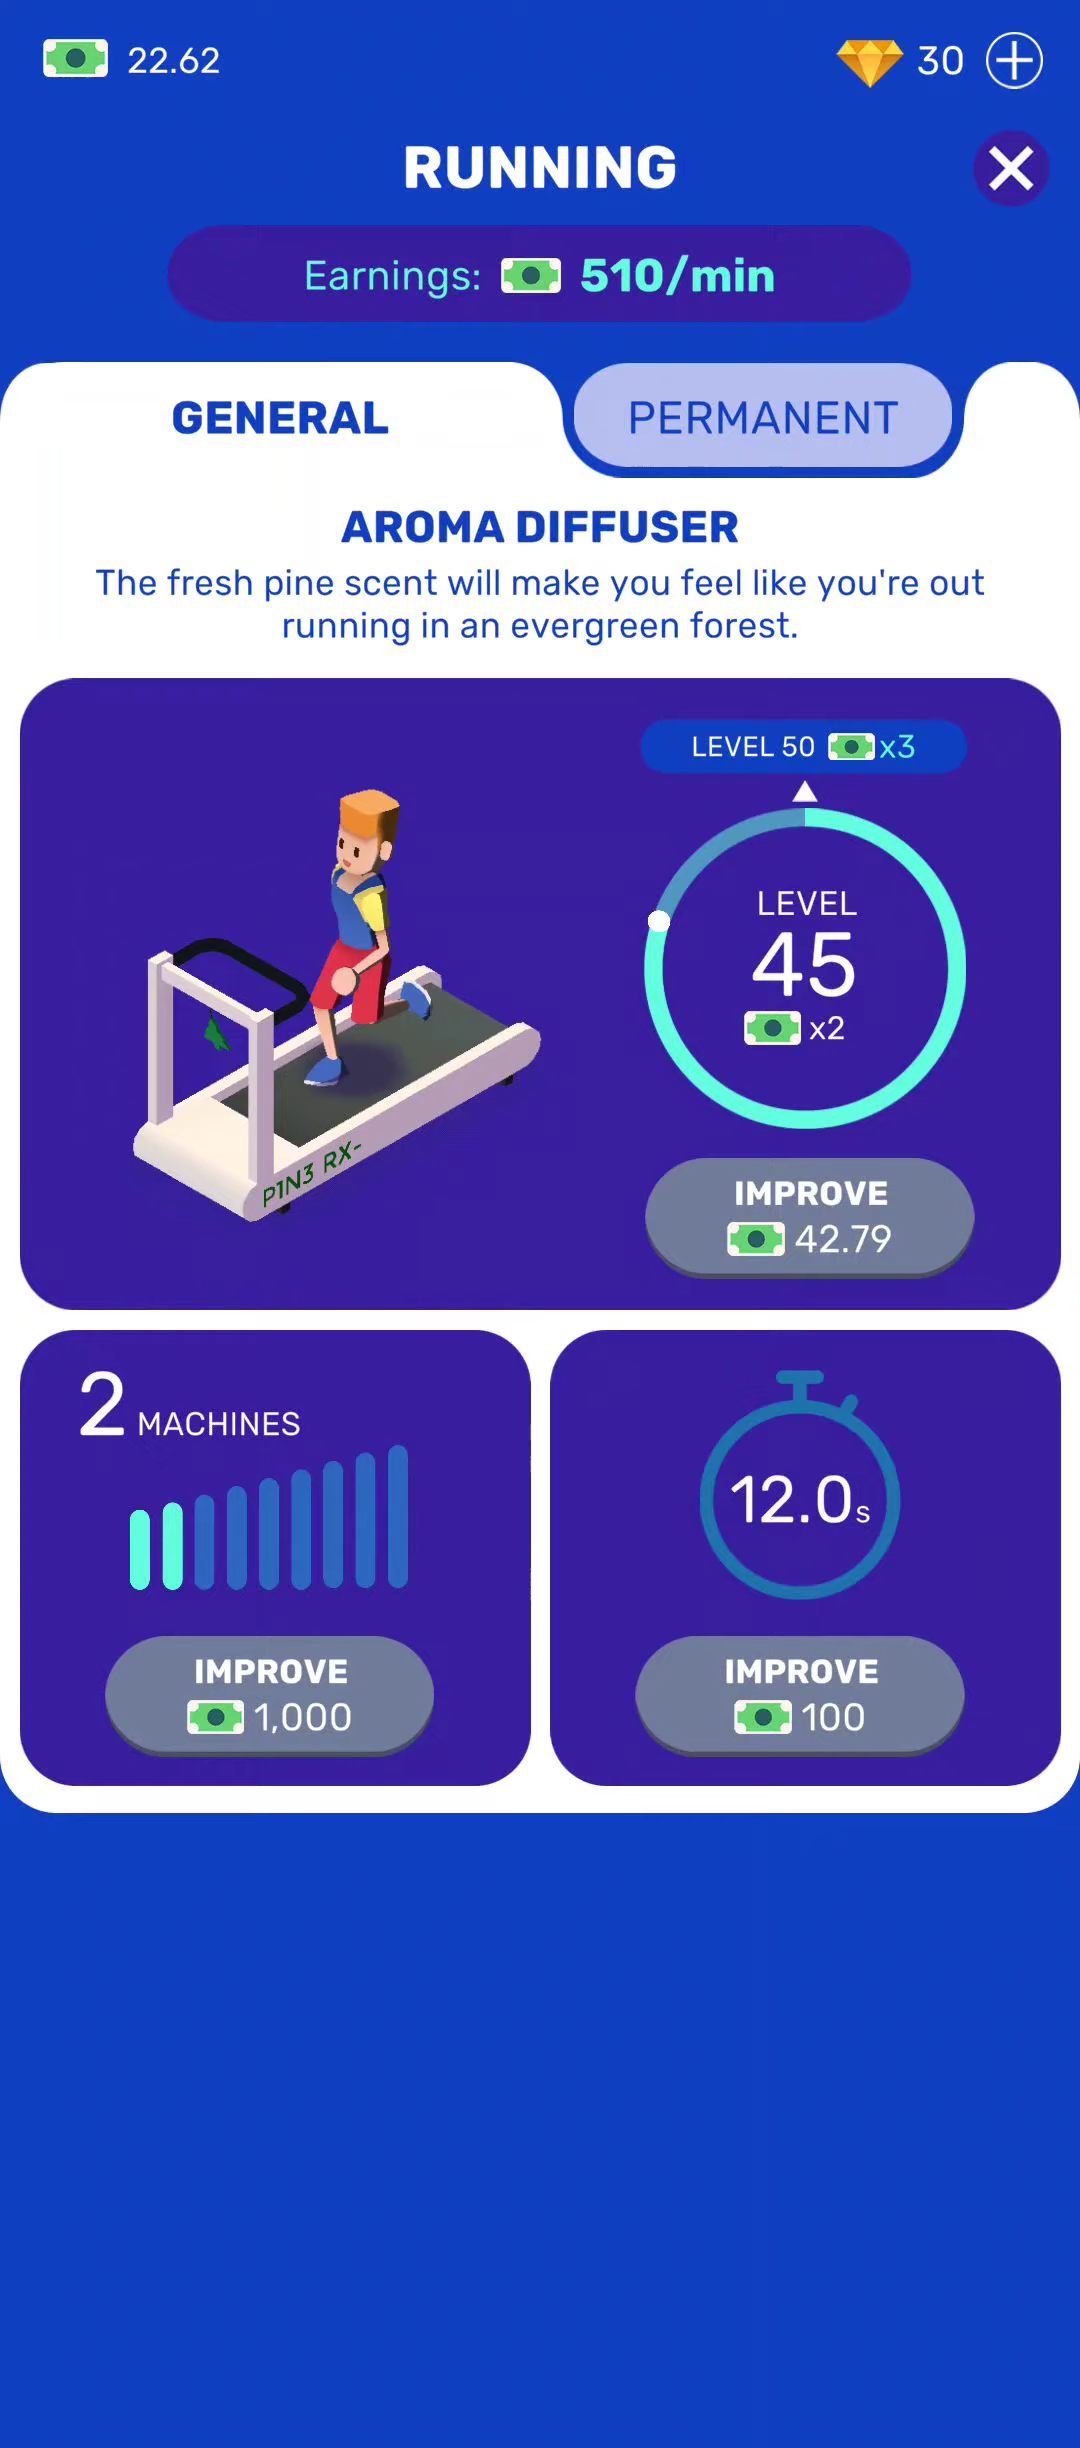 22.62
30
RUNNING
Earnings: 510/min
GENERAL
PERMANENT
AROMA DIFFUSER
The fresh pine scent will make you feel like you're out
running in an evergreen forest.
LEVEL 50 x3
LEVEL
45
x2
P1N3 RX-
IMPROVE
42.79
2 MACHINES
IMPROVE
1,000
12.0s
IMPROVE
100